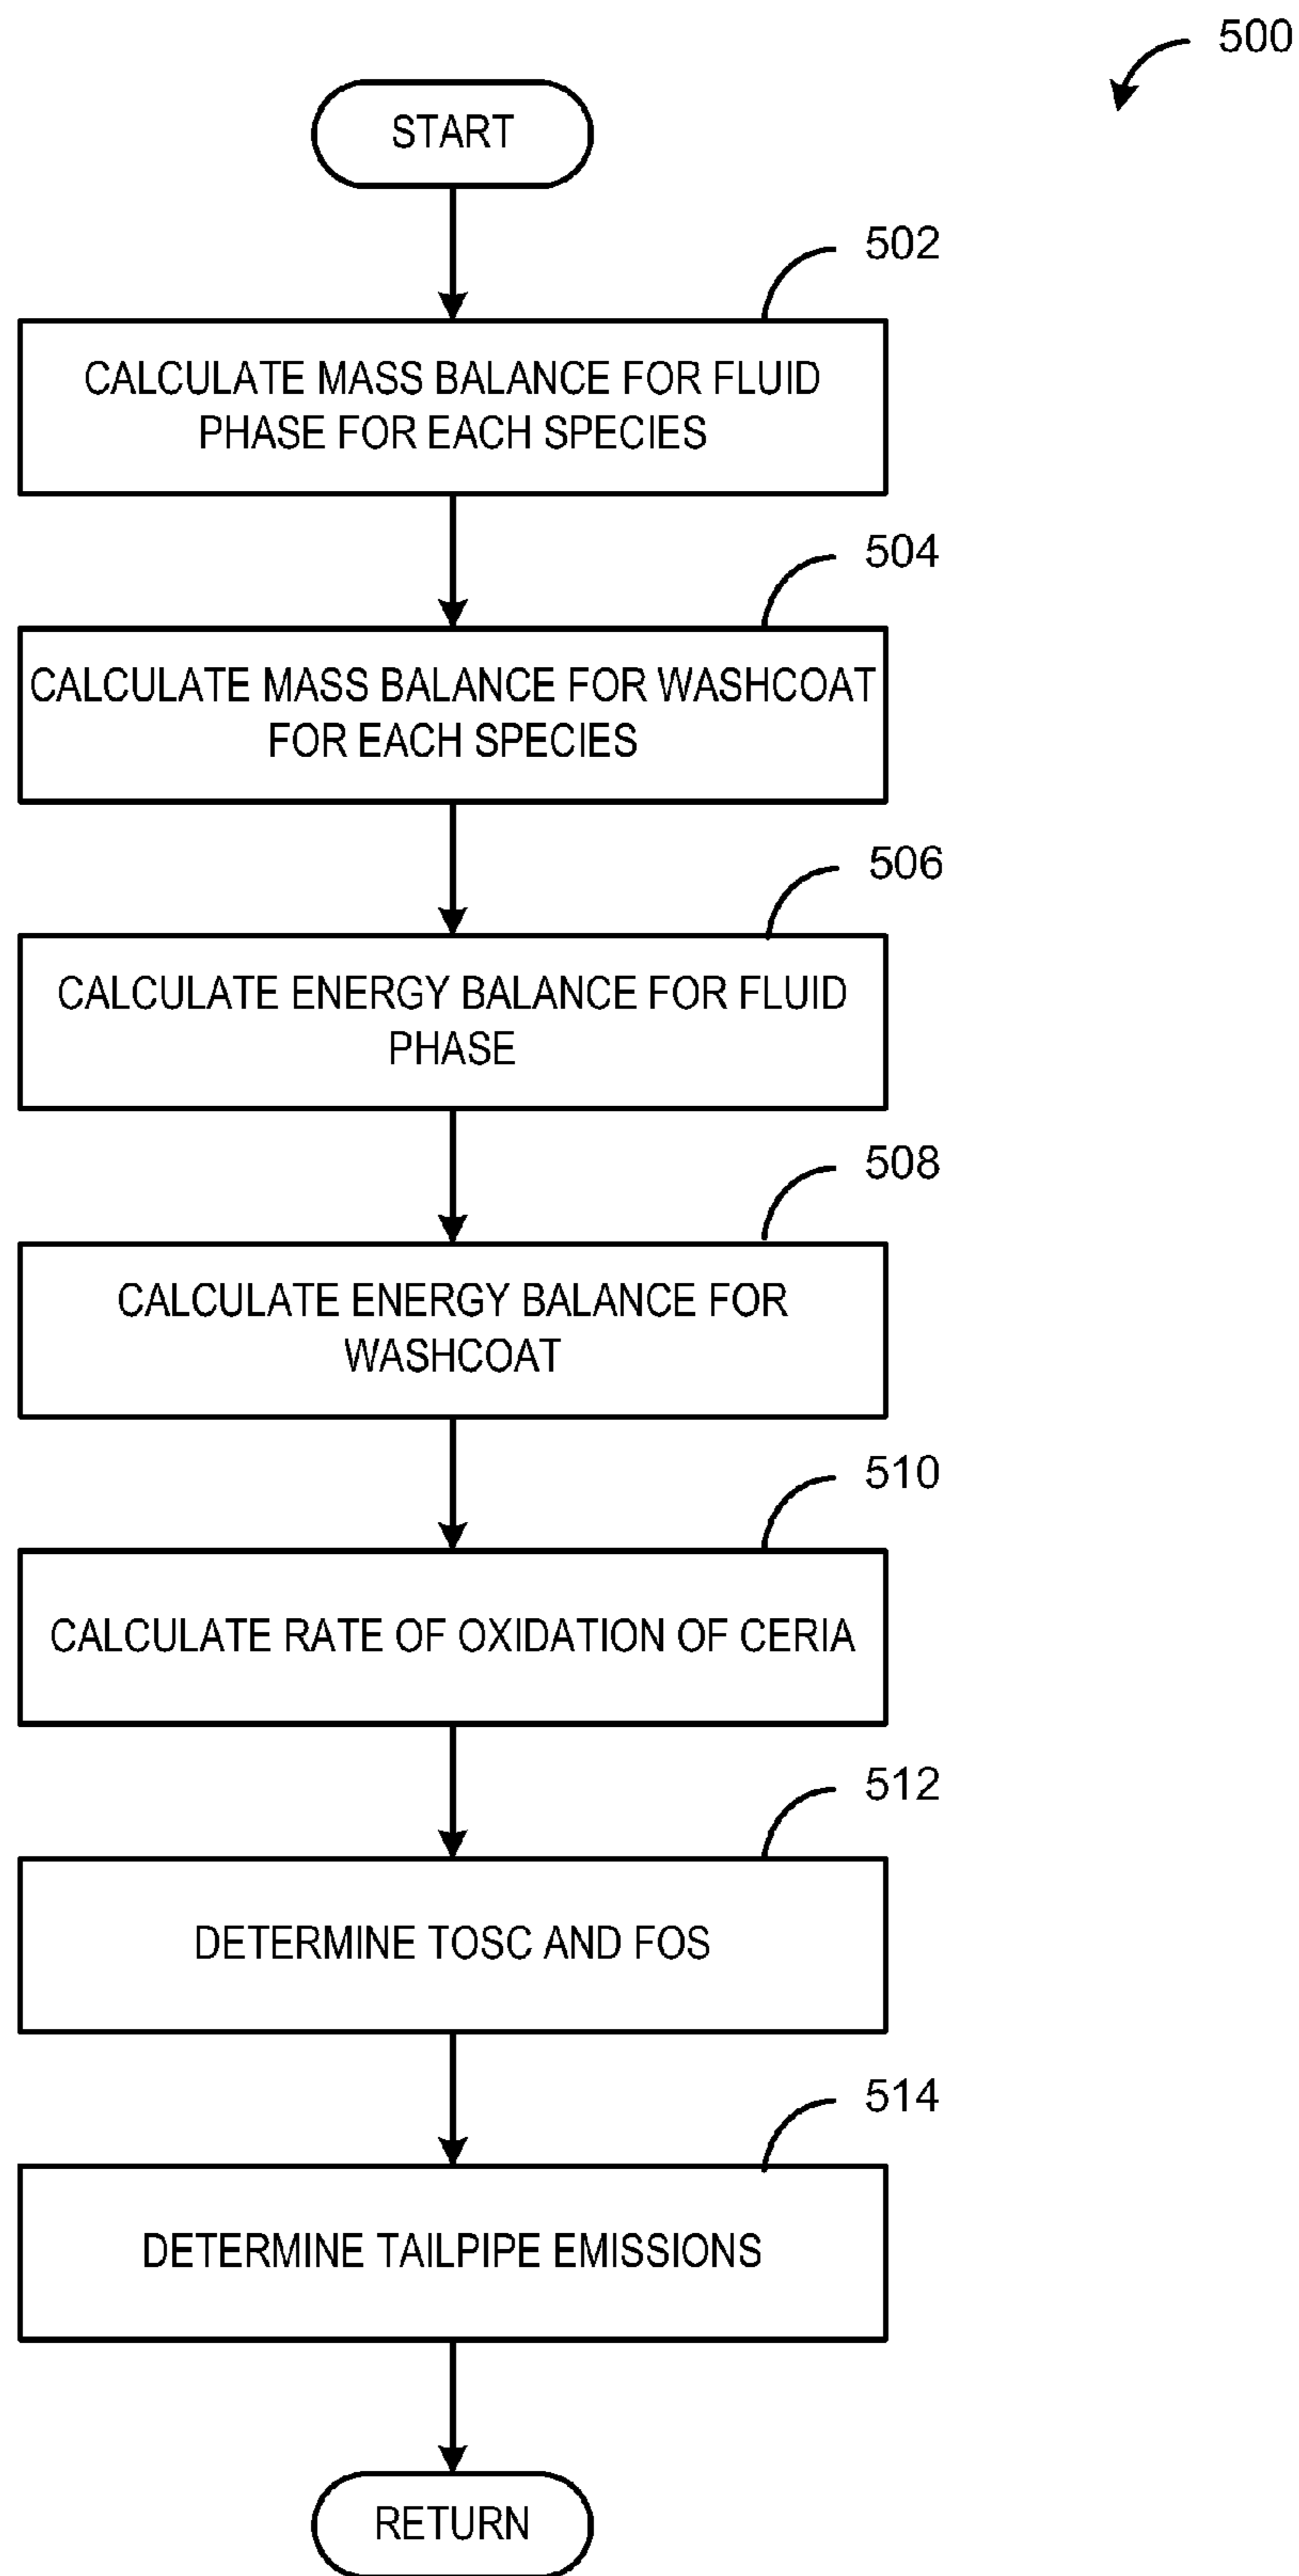 500
START
502
CALCULATE MASS BALANCE FOR FLUID
PHASE FOR EACH SPECIES
504
CALCULATE MASS BALANCE FOR WASHCOAT
FOR EACH SPECIES
506
CALCULATE ENERGY BALANCE FOR FLUID
PHASE
508
CALCULATE ENERGY BALANCE FOR
WASHCOAT
510
CALCULATE RATE OF OXIDATION OF CERIA
512
DETERMINE TOSC AND FOS
514
DETERMINE TAILPIPE EMISSIONS
RETURN